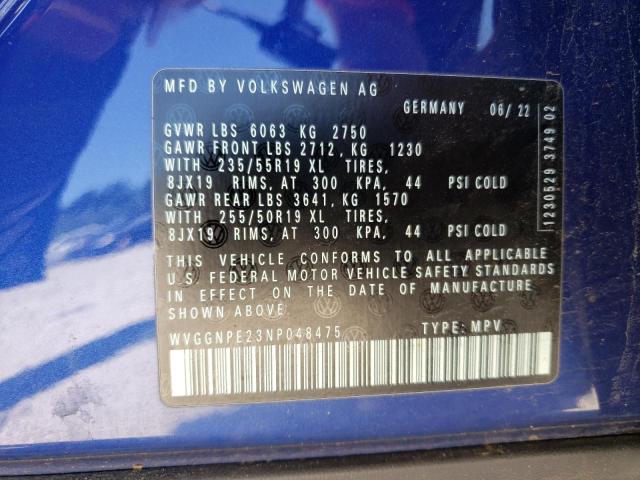 MFD BY VOLKSWAGEN AG
GERMANY 06/22
GVWR LBS 6063 KG 2750
GAWR FRONT LBS 2712, KG 1230
WITH 235/55R19 XL TIRES,
8JX19 RIMS, AT 300 KPA, 44 PSI COLD
GAWR REAR LBS 3641, KG 1570
WITH 255/50R19 XL TIRES,
8JX19 RIMS, AT 300 KPA, 44 PSI COLD
THIS VEHICLE CONFORMS TO ALL APPLICABLE
U.S. FEDERAL MOTOR VEHICLE SAFETY STANDARDS
IN EFFECT ON THE DATE OF MANUFACTURE
SHOWN ABOVE
WVGGNPE23NP048475 TYPE: MPV
1230529 3749 02